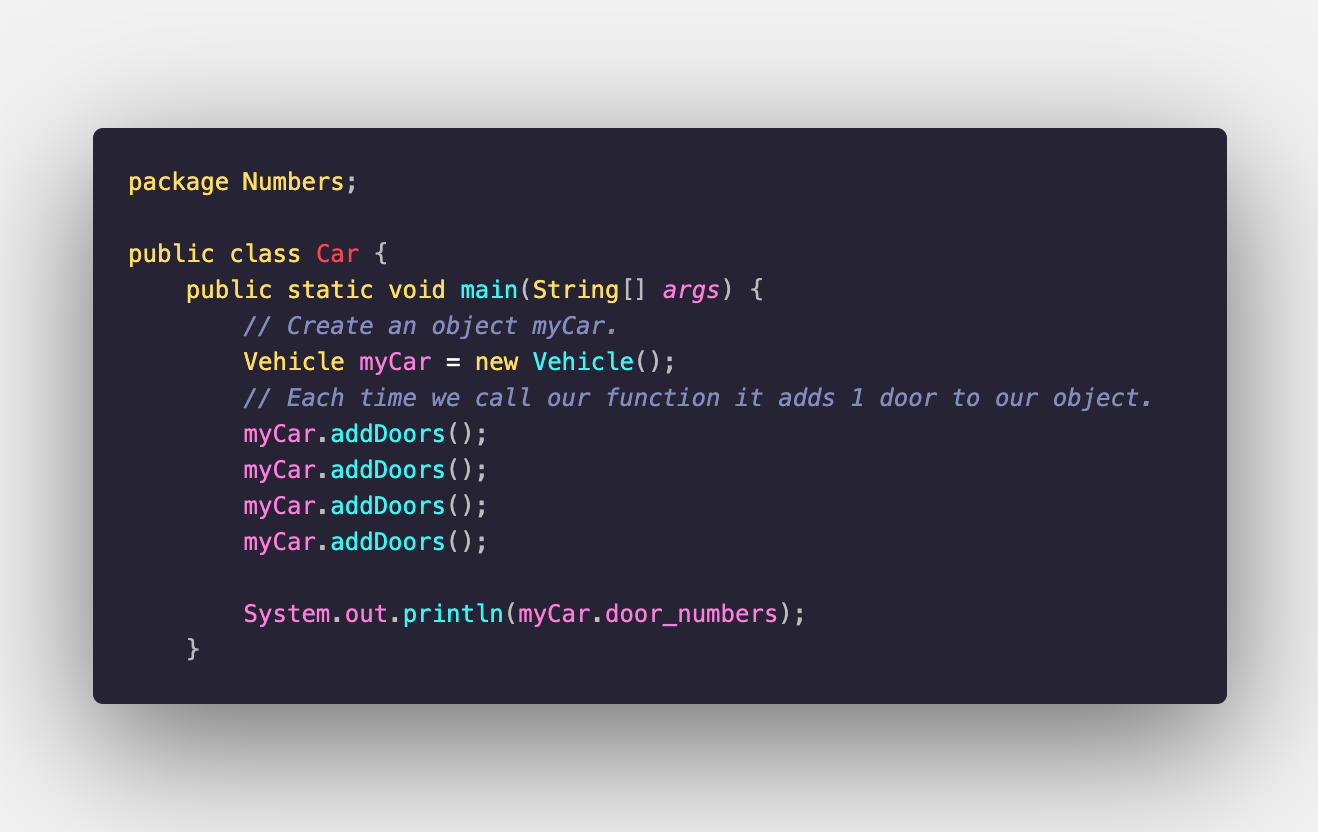 package Numbers;

public class Car {
    public static void main(String[] args) {
        // Create an object myCar.
        Vehicle myCar = new Vehicle();
        // Each time we call our function it adds 1 door to our object.
        myCar.addDoors();
        myCar.addDoors();
        myCar.addDoors();
        myCar.addDoors();

        System.out.println(myCar.door_numbers);
    }